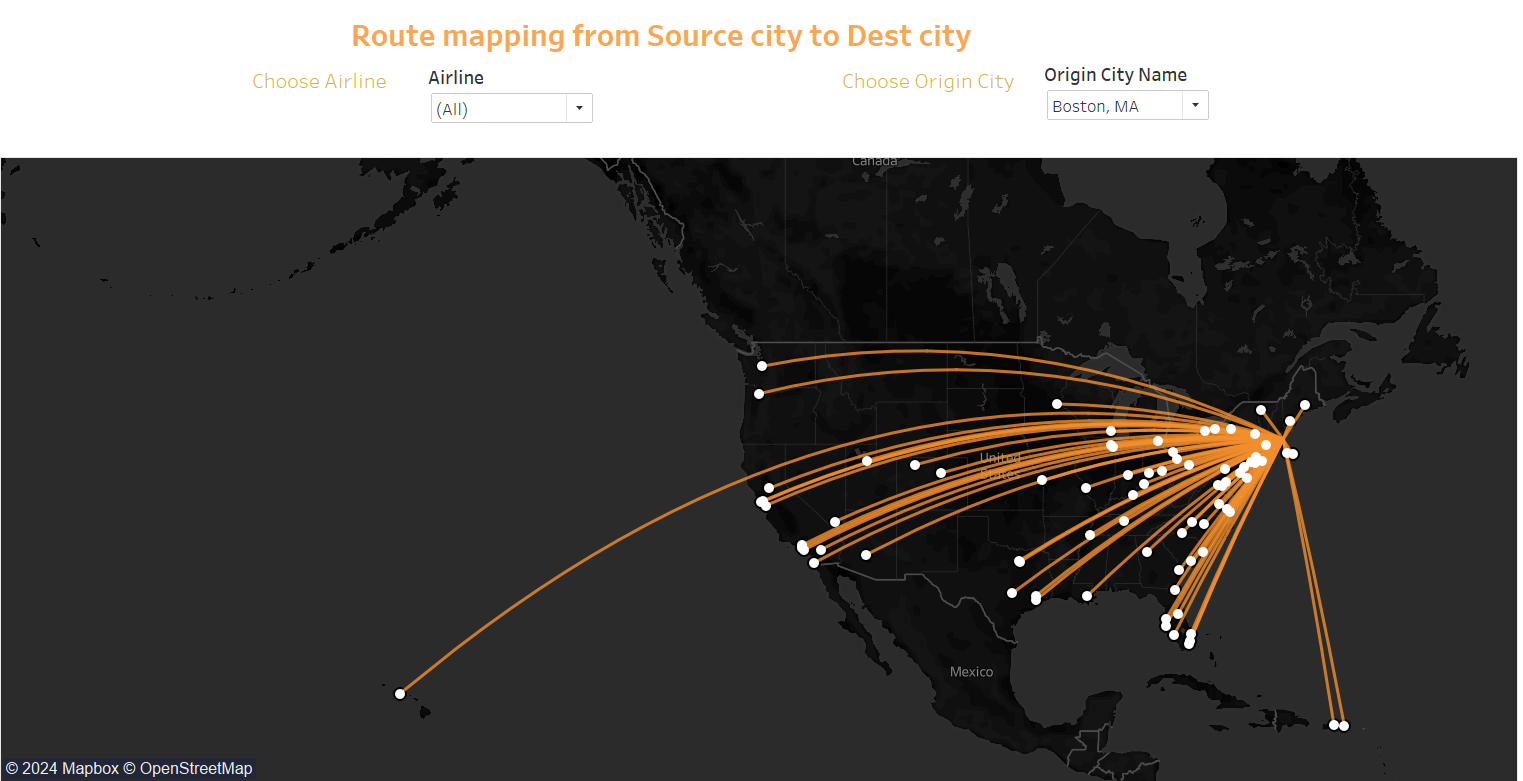 Route mapping from Source city to Dest city
Choose Airline
Airline
(All)
Choose Origin City
Origin City Name
Boston, MA
Canada
United
States
Mexico
© 2024 Mapbox © OpenStreetMap